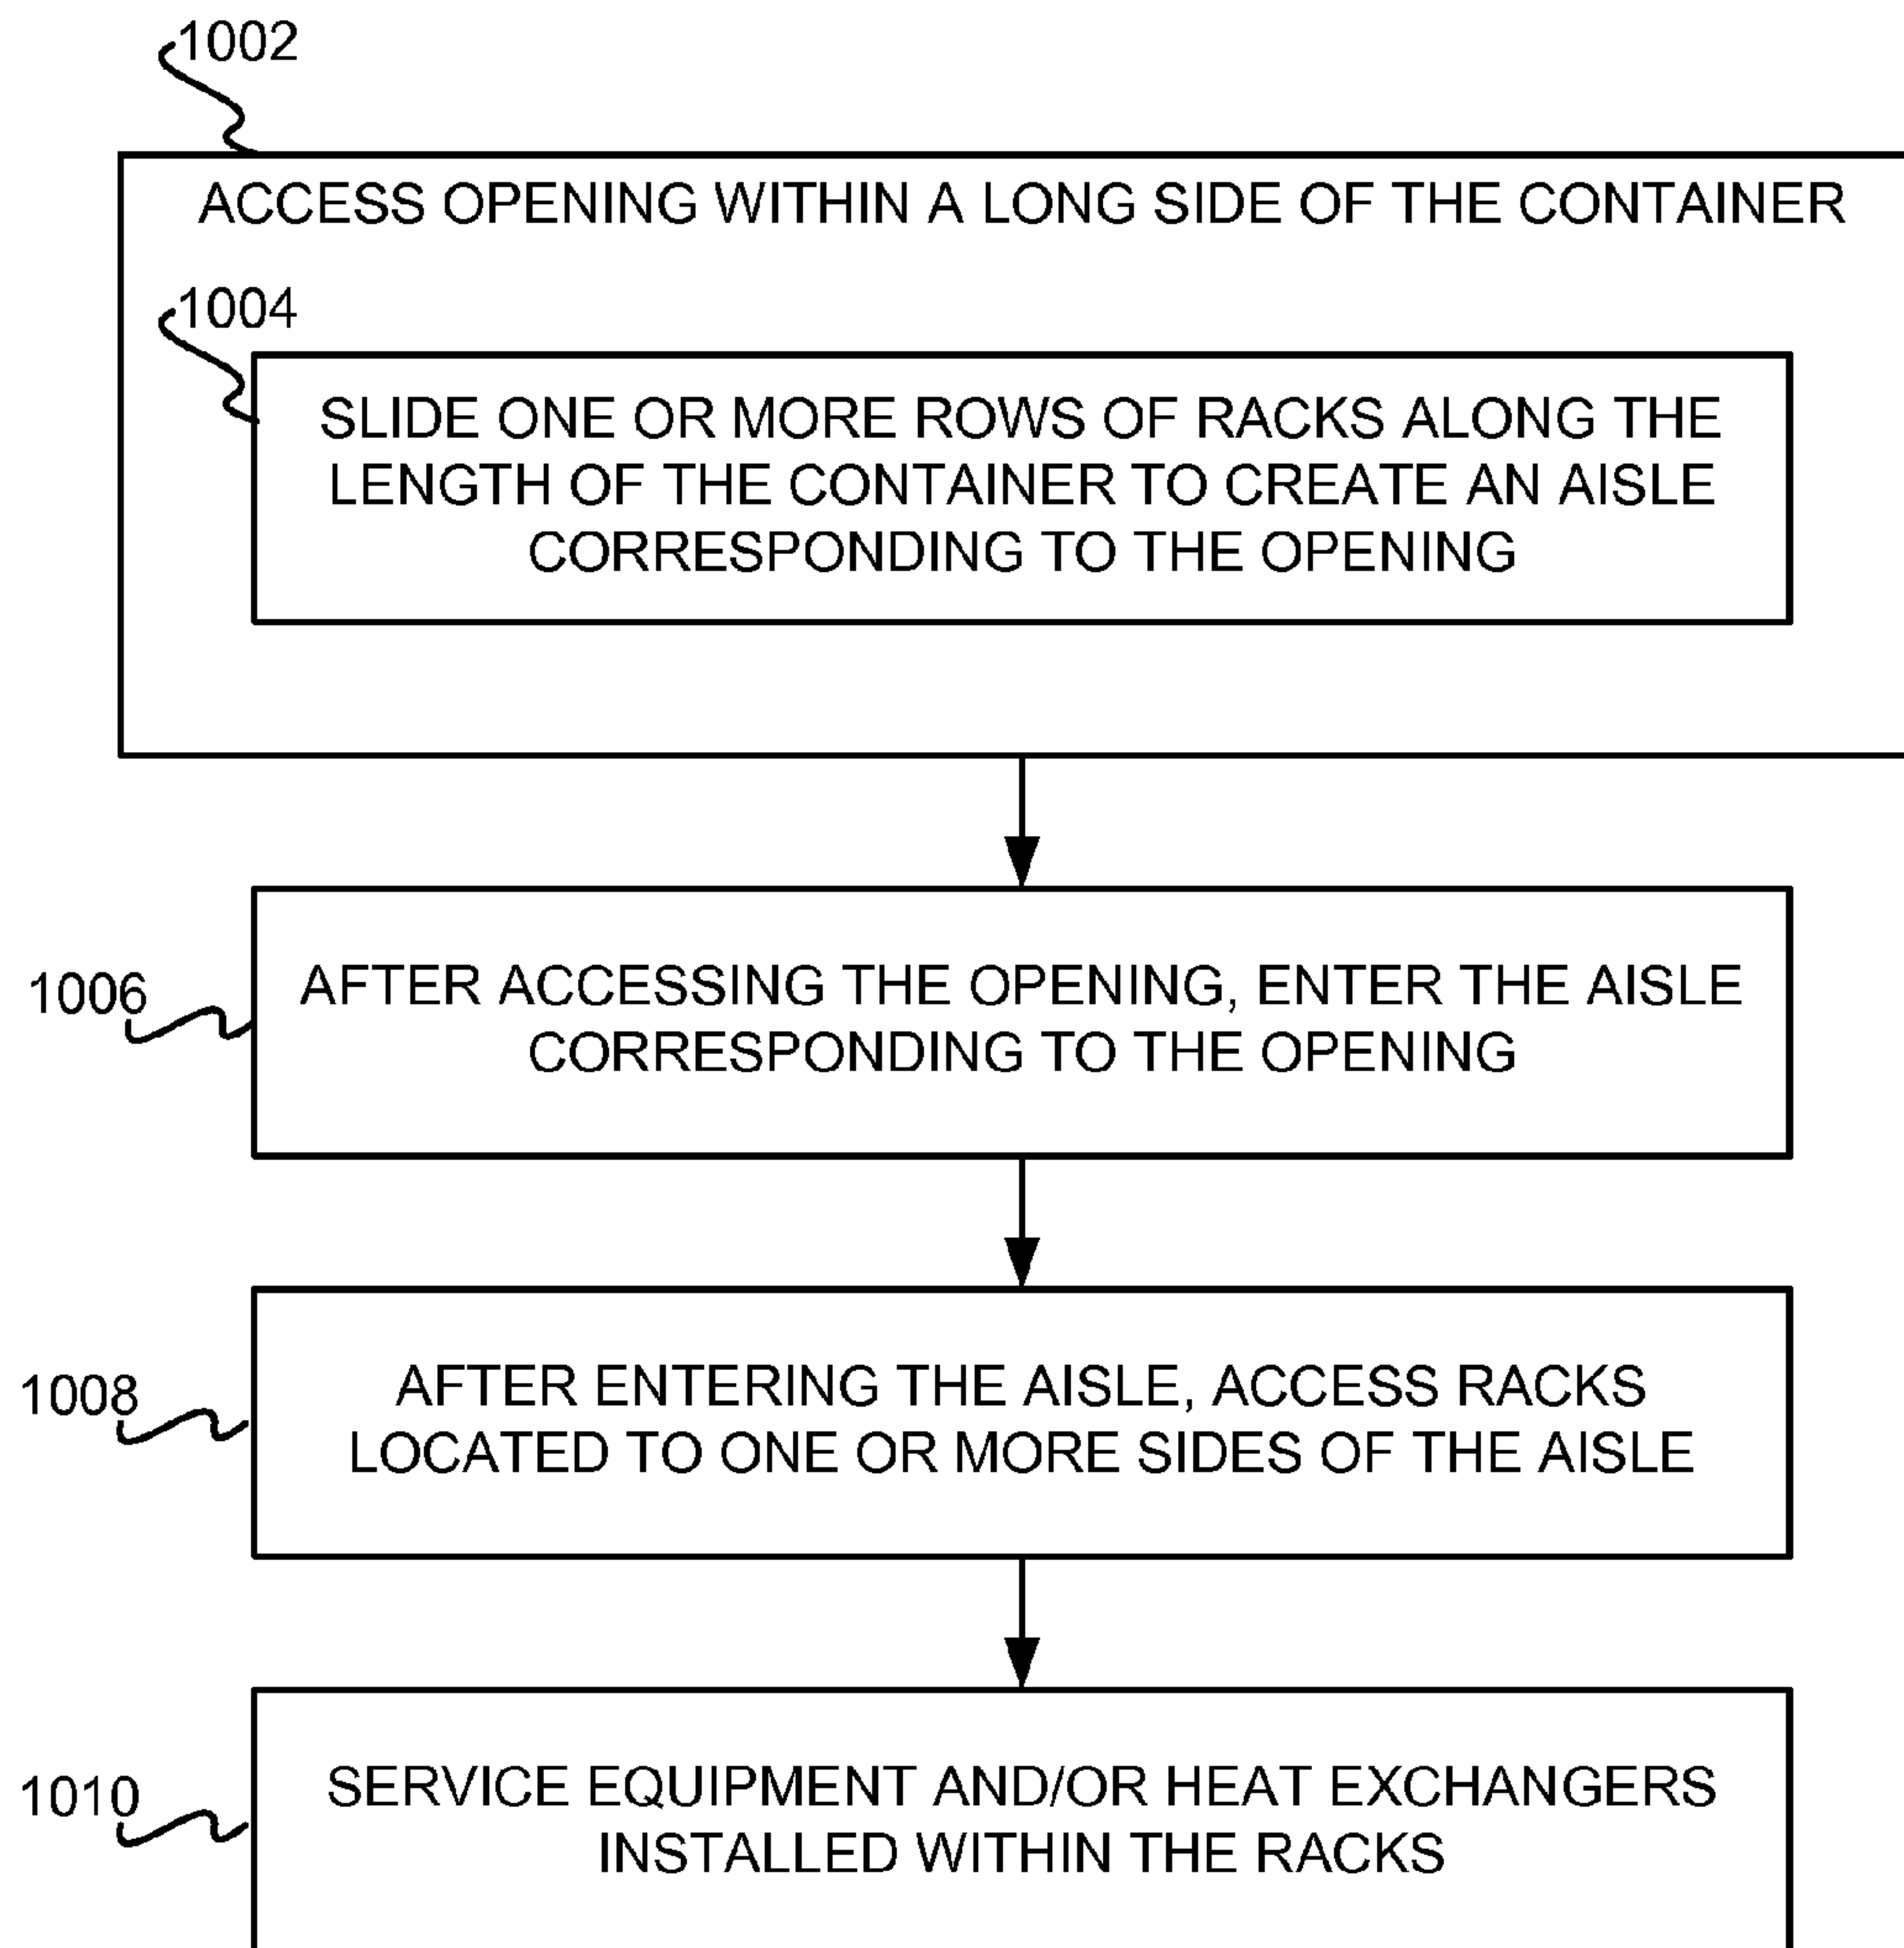 1002
ACCESS OPENING WITHIN A LONG SIDE OF THE CONTAINER
1004
SLIDE ONE OR MORE ROWS OF RACKS ALONG THE
LENGTH OF THE CONTAINER TO CREATE AN AISLE
CORRESPONDING TO THE OPENING
1006
AFTER ACCESSING THE OPENING, ENTER THE AISLE
CORRESPONDING TO THE OPENING
1008
AFTER ENTERING THE AISLE, ACCESS RACKS
LOCATED TO ONE OR MORE SIDES OF THE AISLE
1010
SERVICE EQUIPMENT AND/OR HEAT EXCHANGERS
INSTALLED WITHIN THE RACKS